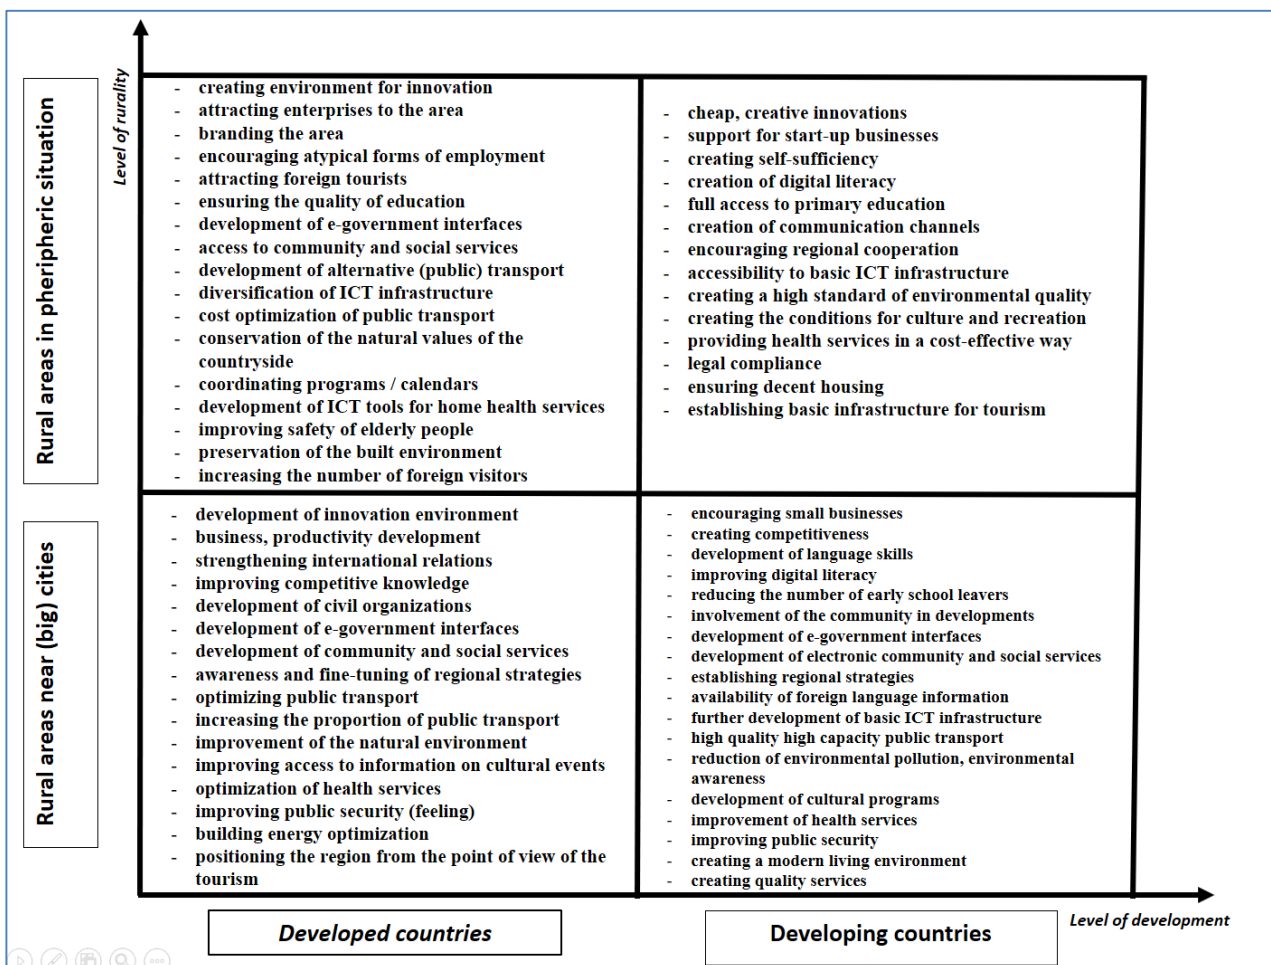 Level of rurality
Rural areas in pheripheric situation
- creating environment for innovation
- attracting enterprises to the area
- branding the area
- encouraging atypical forms of employment
- attracting foreign tourists
- ensuring the quality of education
- development of e-government interfaces
- access to community and social services
- development of alternative (public) transport
- diversification of ICT infrastructure
- cost optimization of public transport
- conservation of the natural values of the
countryside
- coordinating programs / calendars
- development of ICT tools for home health services
- improving safety of elderly people
- preservation of the built environment
- increasing the number of foreign visitors
- cheap, creative innovations
- support for start-up businesses
- creating self-sufficiency
- creation of digital literacy
- full access to primary education
- creation of communication channels
- encouraging regional cooperation
- accessibility to basic ICT infrastructure
- creating a high standard of environmental quality
- creating the conditions for culture and recreation
- providing health services in a cost-effective way
- legal compliance
- ensuring decent housing
- establishing basic infrastructure for tourism
Rural areas near (big) cities
- development of innovation environment
- business, productivity development
- strengthening international relations
- improving competitive knowledge
- development of civil organizations
- development of e-government interfaces
- development of community and social services
- awareness and fine-tuning of regional strategies
- optimizing public transport
- increasing the proportion of public transport
- improvement of the natural environment
- improving access to information on cultural events
- optimization of health services
- improving public security (feeling)
- building energy optimization
- positioning the region from the point of view of the
tourism
- encouraging small businesses
- creating competitiveness
- development of language skills
- improving digital literacy
- reducing the number of early school leavers
- involvement of the community in developments
- development of e-government interfaces
- development of electronic community and social services
- establishing regional strategies
- availability of foreign language information
- further development of basic ICT infrastructure
- high quality high capacity public transport
- reduction of environmental pollution, environmental
awareness
- development of cultural programs
- improvement of health services
- improving public security
- creating a modern living environment
- creating quality services
Developed countries
Developing countries
Level of development